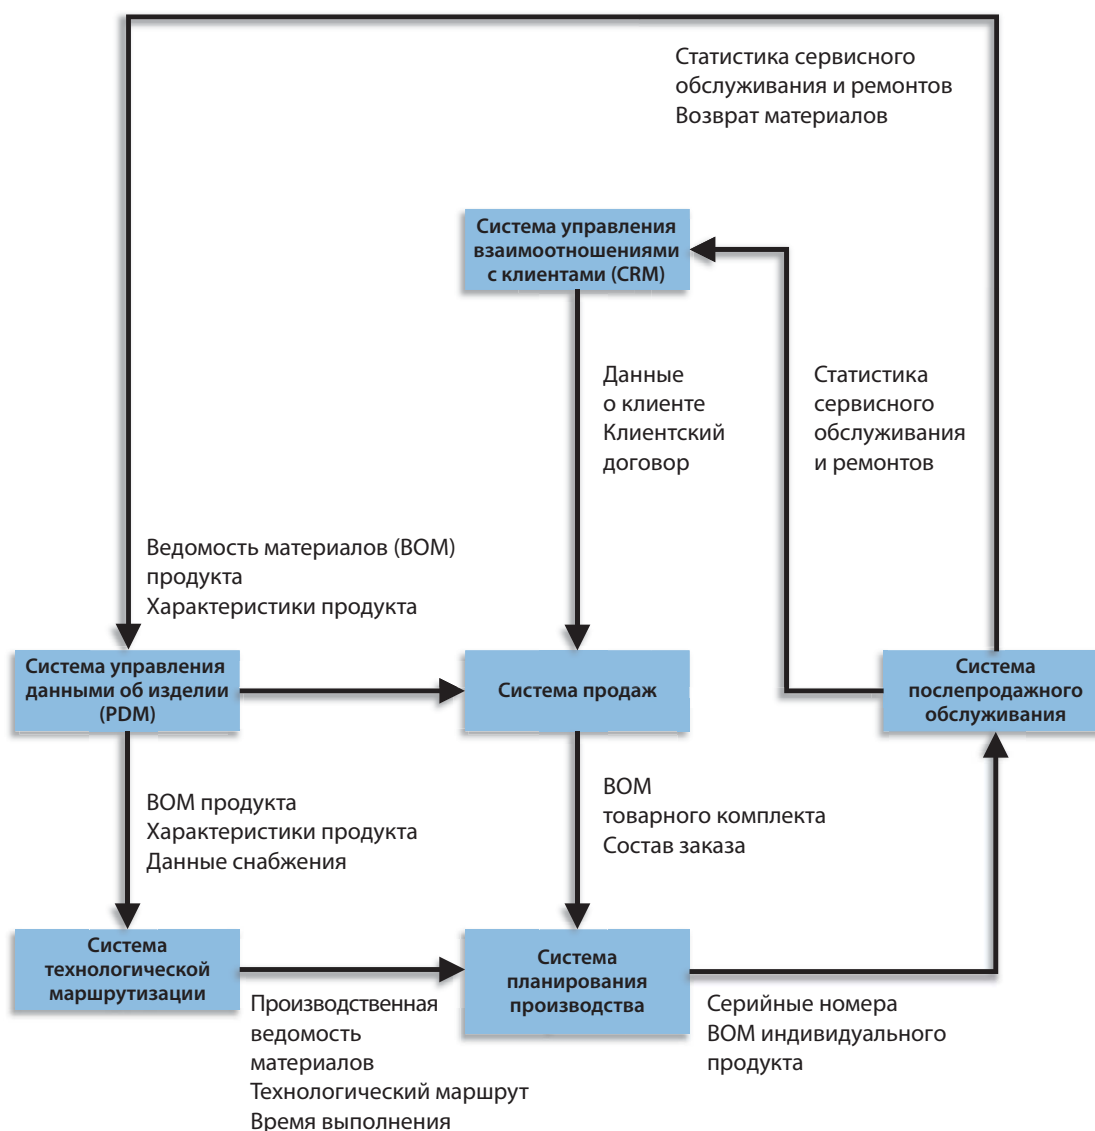 Статистика сервисного
обслуживания и ремонтов
Возврат материалов
Система управления
взаимоотношениями
с клиентами (CRM)
Данные
о клиенте
Клиентский
договор
Статистика
сервисного
обслуживания
и ремонтов
Ведомость материалов (BOM)
продукта
Характеристики продукта
Система управления
данными об изделии
(PDM)
Система продаж
Система
послепродажного
обслуживания
BOM продукта
Характеристики продукта
Данные снабжения
BOM
товарного комплекта
Состав заказа
Система
технологической
маршрутизации
Система
планирования
производства
Производственная
ведомость
материалов
Технологический маршрут
Время выполнения
Серийные номера
BOM индивидуального
продукта